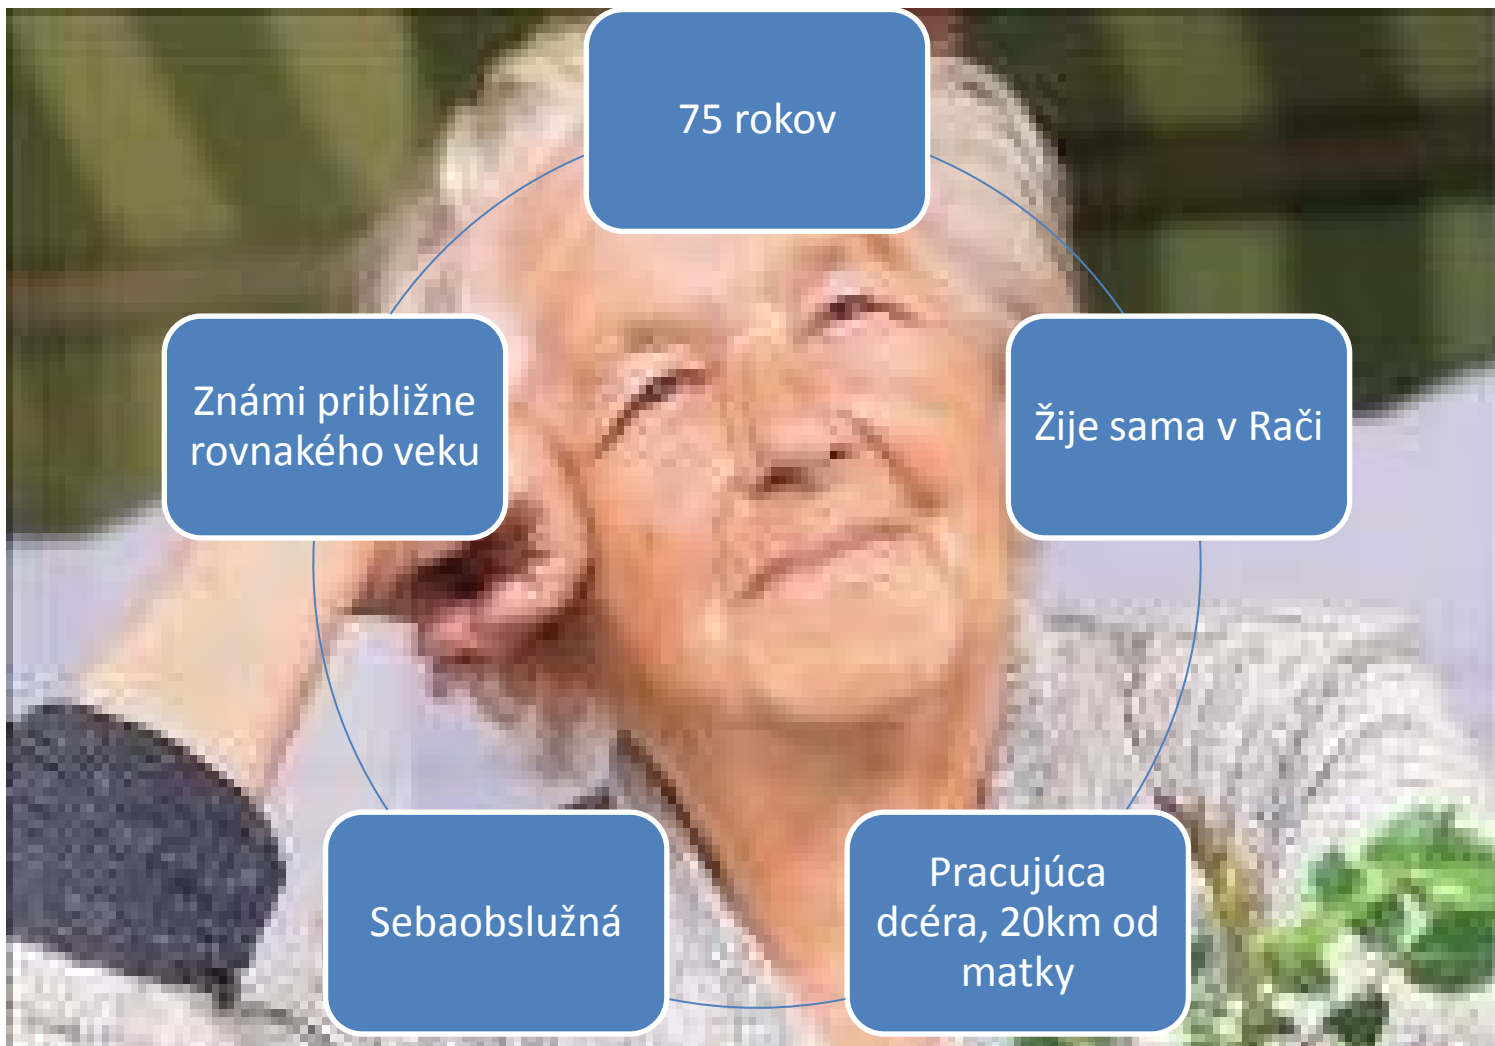 75 rokov
Známi približne
rovnakého veku
Žije sama v Rači
Sebaobslužná
Pracujúca
dcéra, 20km od
matky